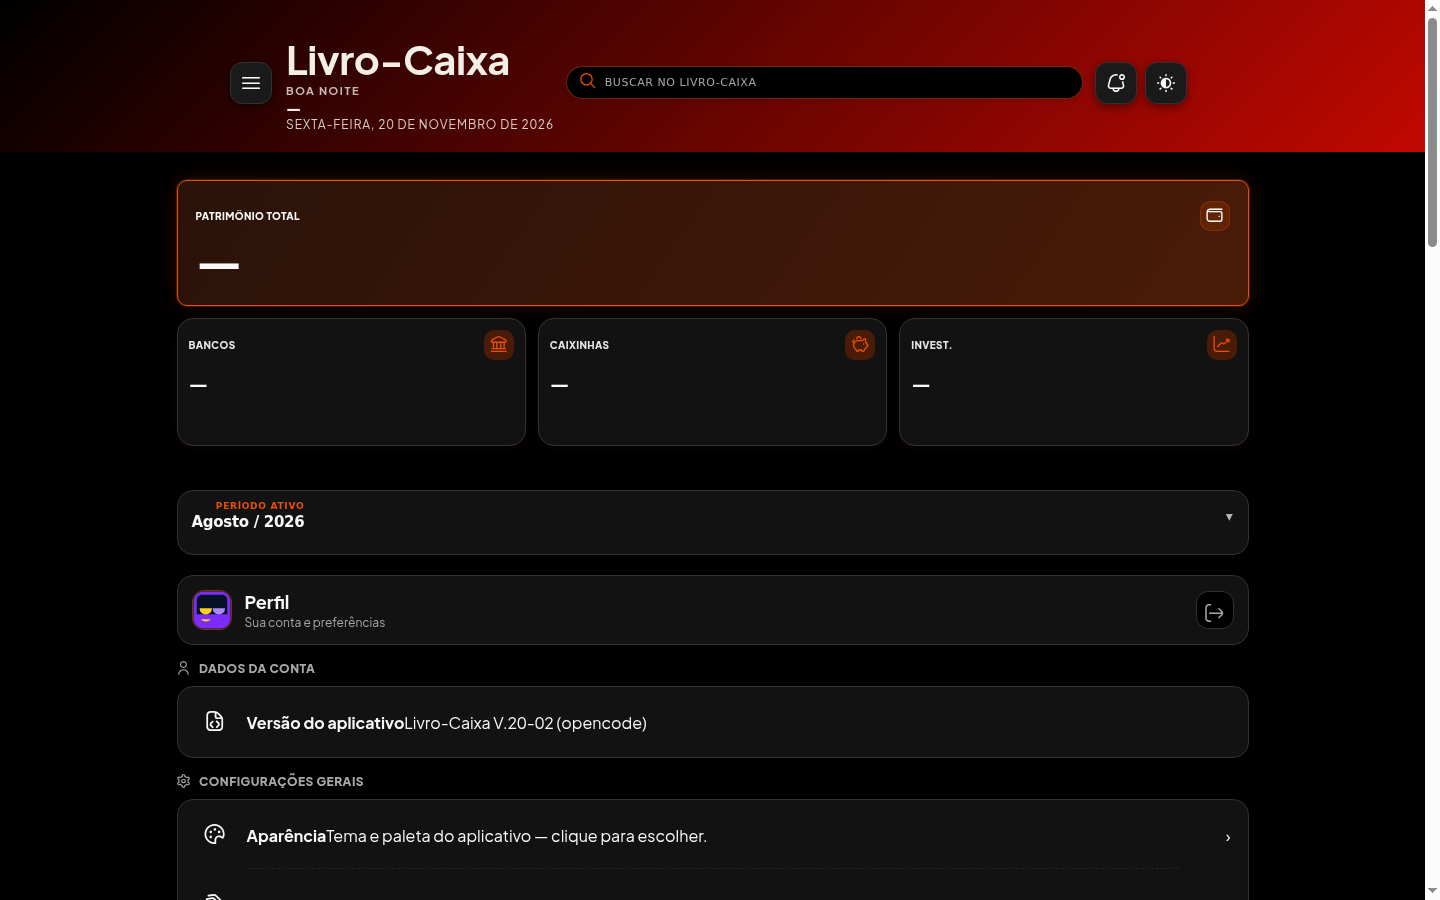 Livro-Caixa
BOA NOITE
—
SEXTA-FEIRA, 20 DE NOVEMBRO DE 2026
BUSCAR NO LIVRO-CAIXA
PATRIMÔNIO TOTAL
—
BANCOS
—
CAIXINHAS
—
INVEST.
—
PERÍODO ATIVO
Agosto / 2026
▼
Perfil
Sua conta e preferências
DADOS DA CONTA
Versão do aplicativoLivro-Caixa V.20-02 (opencode)
CONFIGURAÇÕES GERAIS
AparênciaTema e paleta do aplicativo — clique para escolher.
›